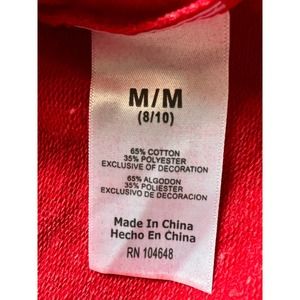 M/M
(8/10)
65% COTTON
35% POLYESTER
EXCLUSIVE OF DECORATION
65% ALGODON
35% POLIESTER
EXCLUSIVO DE DECORACION
Made In China
Hecho En China
RN 104648